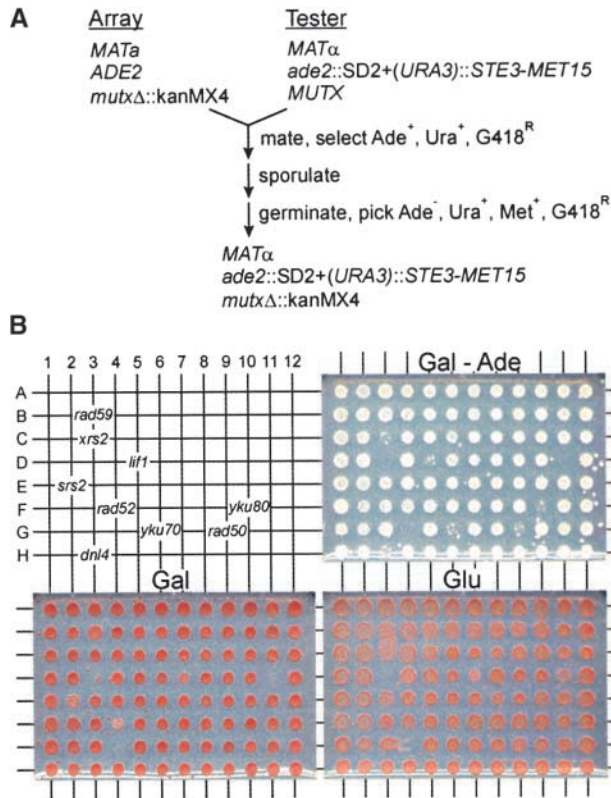 A
Array
Tester
MATa
MATα
ADE2
ade2::SD2+(URA3)::STE3-MET15
mutxΔ::kanMX4
MUTX
mate, select Ade⁺, Ura⁺, G418ᴿ
sporulate
germinate, pick Ade⁻, Ura⁺, Met⁺, G418ᴿ
MATα
ade2::SD2+(URA3)::STE3-MET15
mutxΔ::kanMX4
B
1 2 3 4 5 6 7 8 9 10 11 12
Gal - Ade
A
B rad59
C xrs2
D lif1
E srs2
F rad52 yku80
G yku70 rad50
H dnl4
Gal
Glu